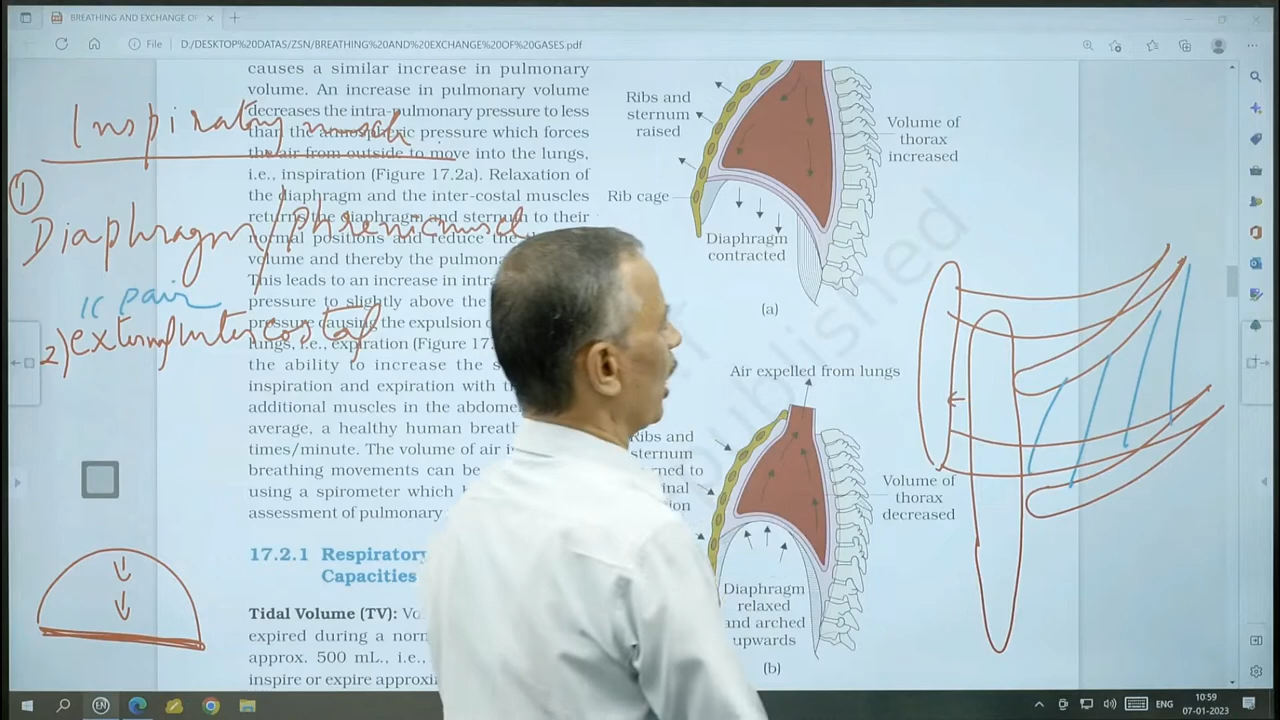 BREATHING AND EXCHANGE OF
File D:/DESKTOP%20DATAS/ZSN/BREATHING%20AND%20EXCHANGE%20OF%20GASES.pdf
causes a similar increase in pulmonary
volume. An increase in pulmonary volume
decreases the intra-pulmonary pressure to less
than the atmospheric pressure which forces
the air from outside to move into the lungs,
i.e., inspiration (Figure 17.2a). Relaxation of
the diaphragm and the inter-costal muscles
returns the diaphragm and sternum to their
normal positions and reduce the
volume and thereby the pulmona
This leads to an increase in intra
pressure to slightly above the
pressure causing the expulsion o
lungs, i.e., expiration (Figure 17
the ability to increase the s
inspiration and expiration with
additional muscles in the abdome
average, a healthy human breath
times/minute. The volume of air
breathing movements can be
using a spirometer which
assessment of pulmonary
17.2.1 Respiratory
Capacities
Tidal Volume (TV): Vo
expired during a norm
approx. 500 mL., i.e.,
inspire or expire approxi
Inspiratory muscle
1
Diaphragm/phrenic muscle
11 pair
2) external intercostal
Ribs and
sternum
raised
Volume of
thorax
increased
Rib cage
Diaphragm
contracted
(a)
Air expelled from lungs
Ribs and
sternum
rned to
inal
ion
Volume of
thorax
decreased
Diaphragm
relaxed
and arched
upwards
(b)
published
EN
ENG
10:59
07-01-2023